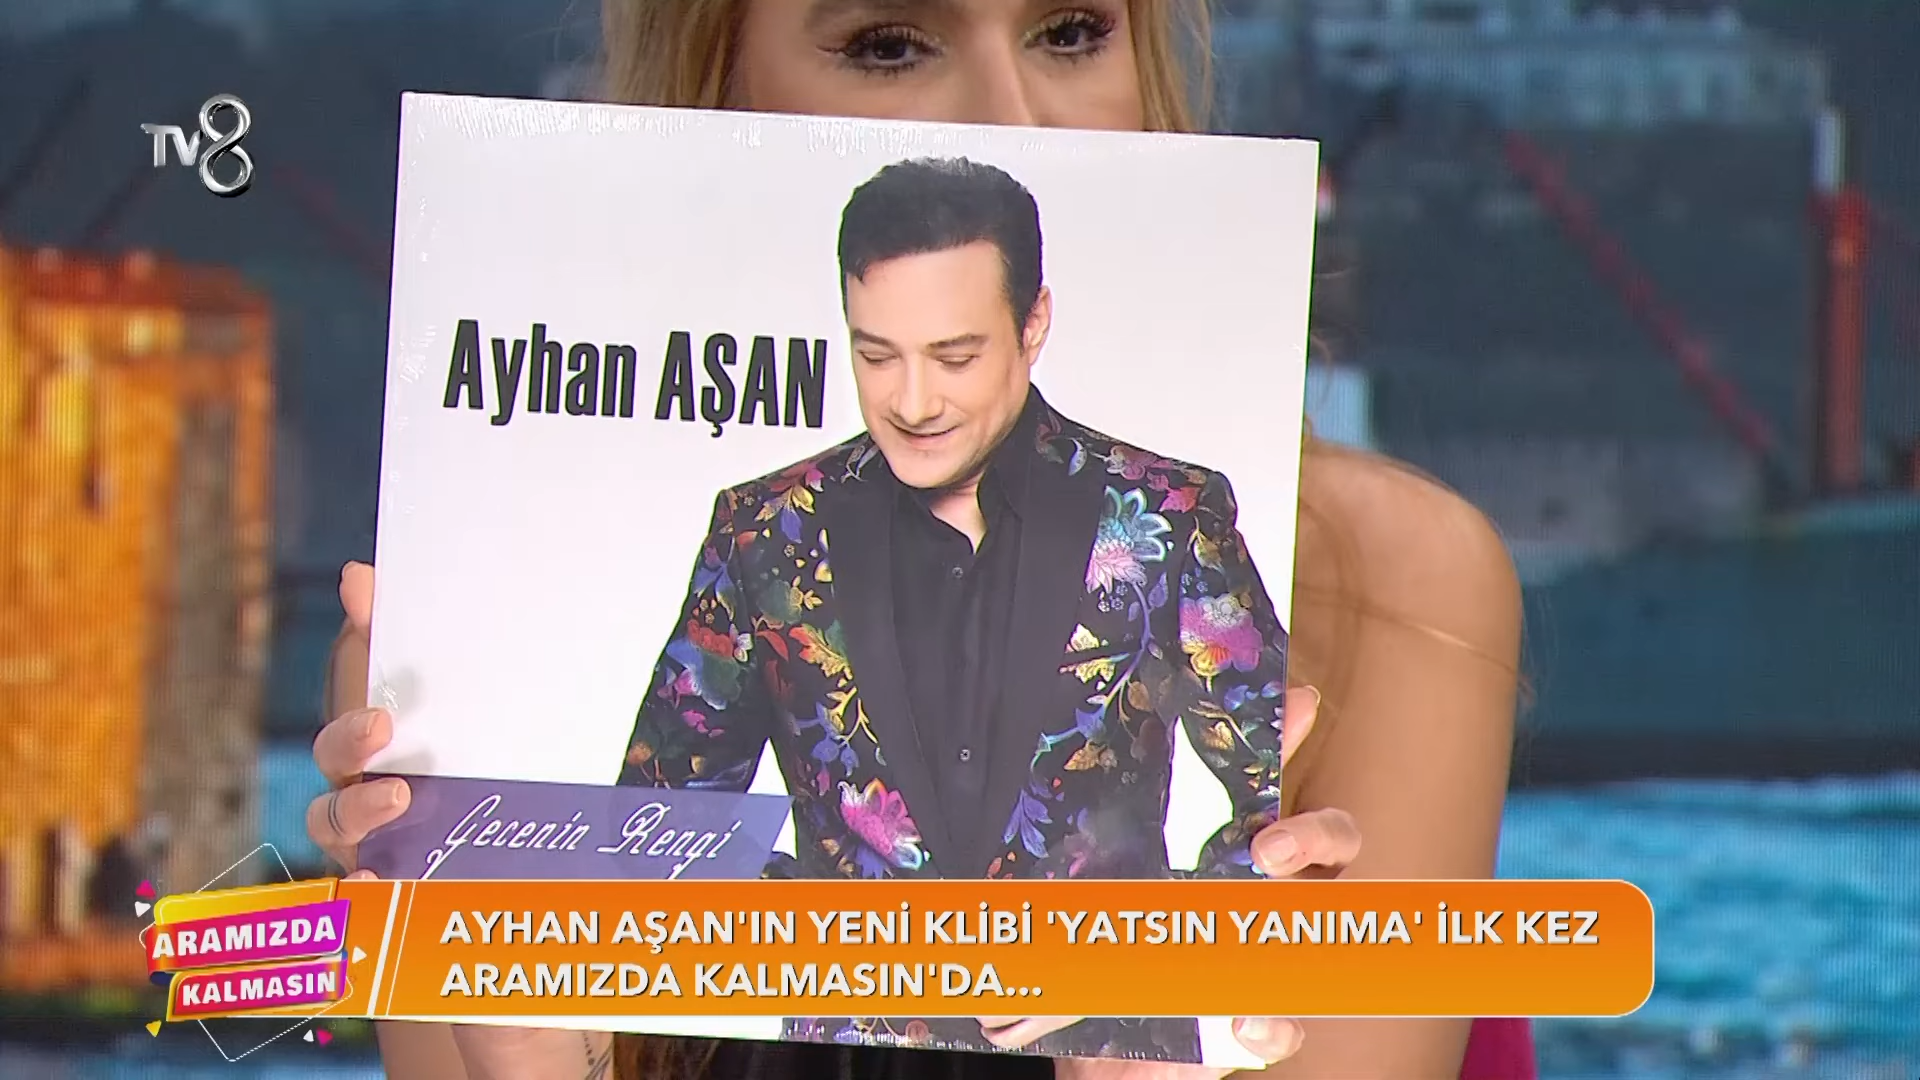 TV8
Ayhan AŞAN
Gecenin Rengi
ARAMIZDA
KALMASIN
AYHAN AŞAN'IN YENİ KLİBİ 'YATSIN YANIMA' İLK KEZ
ARAMIZDA KALMASIN'DA...